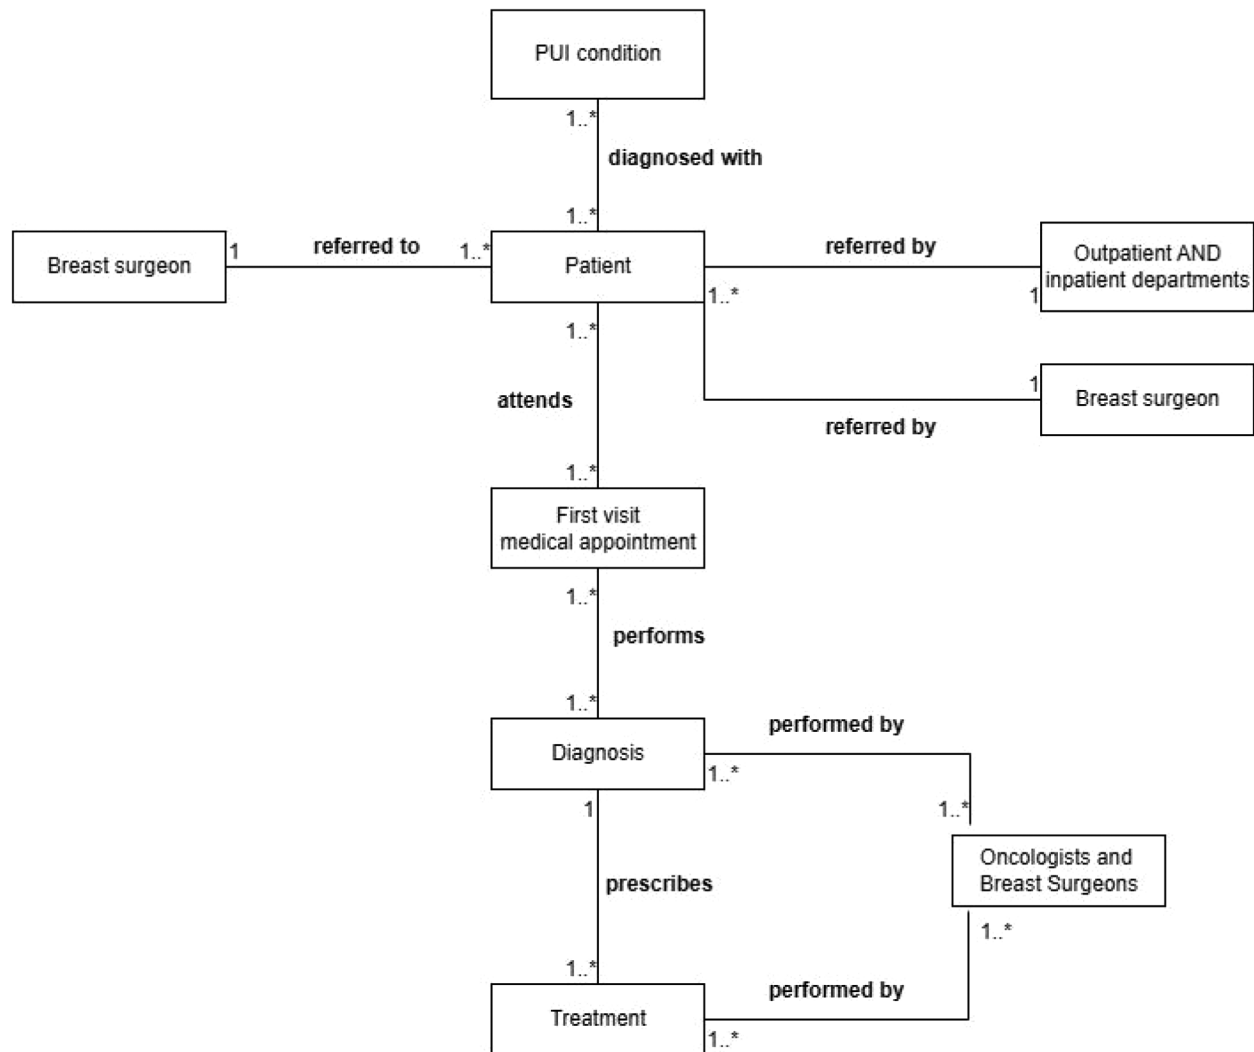 PUI condition
1..*
diagnosed with
1..*
Breast surgeon
1
referred to
1..*
Patient
referred by
1..*
1
Outpatient AND
inpatient departments
1..*
attends
1
Breast surgeon
referred by
1..*
First visit
medical appointment
1..*
performs
1..*
Diagnosis
performed by
1..*
1..*
1
Oncologists and
Breast Surgeons
prescribes
1..*
1..*
Treatment
performed by
1..*